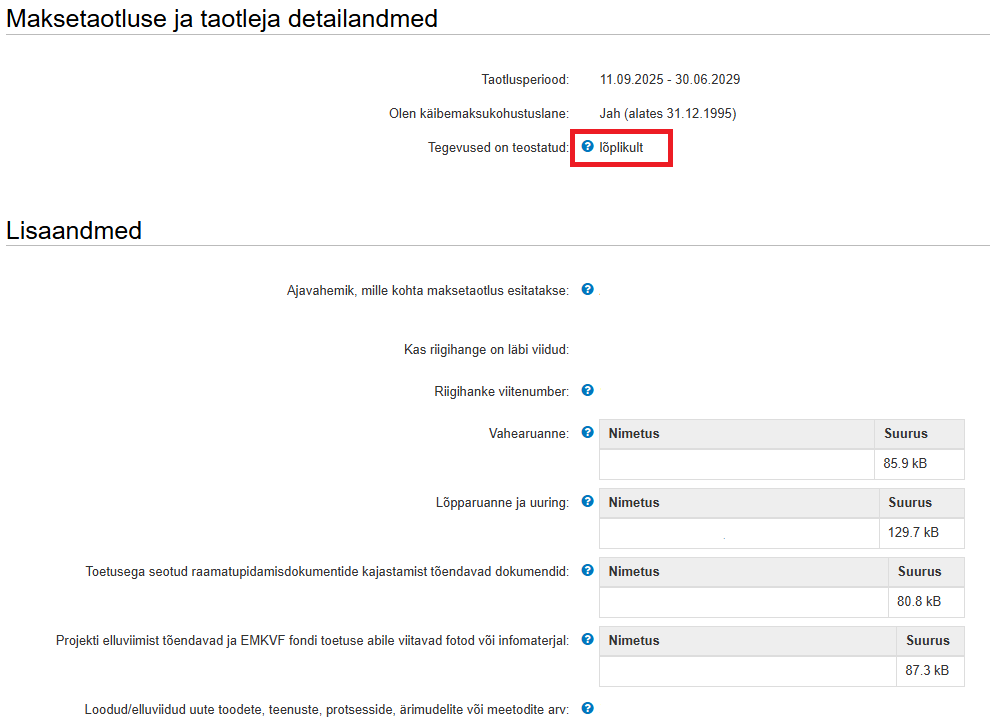 Maksetaotluse ja taotleja detailandmed
Taotlusperiood: 11.09.2025 - 30.06.2029
Olen käibemaksukohustuslane: Jah (alates 31.12.1995)
Tegevused on teostatud: ? lõplikult
Lisaandmed
Ajavahemik, mille kohta maksetaotlus esitatakse: ?
Kas riigihange on läbi viidud:
Riigihanke viitenumber: ?
Vahearuanne: ? Nimetus Suurus
85.9 kB
Lõpparuanne ja uuring: ? Nimetus Suurus
129.7 kB
Toetusega seotud raamatupidamisdokumentide kajastamist tõendavad dokumendid: ? Nimetus Suurus
80.8 kB
Projekti elluviimist tõendavad ja EMKVF fondi toetuse abile viitavad fotod või infomaterjal: ? Nimetus Suurus
87.3 kB
Loodud/elluviidud uute toodete, teenuste, protsesside, ärimudelite või meetodite arv: ?